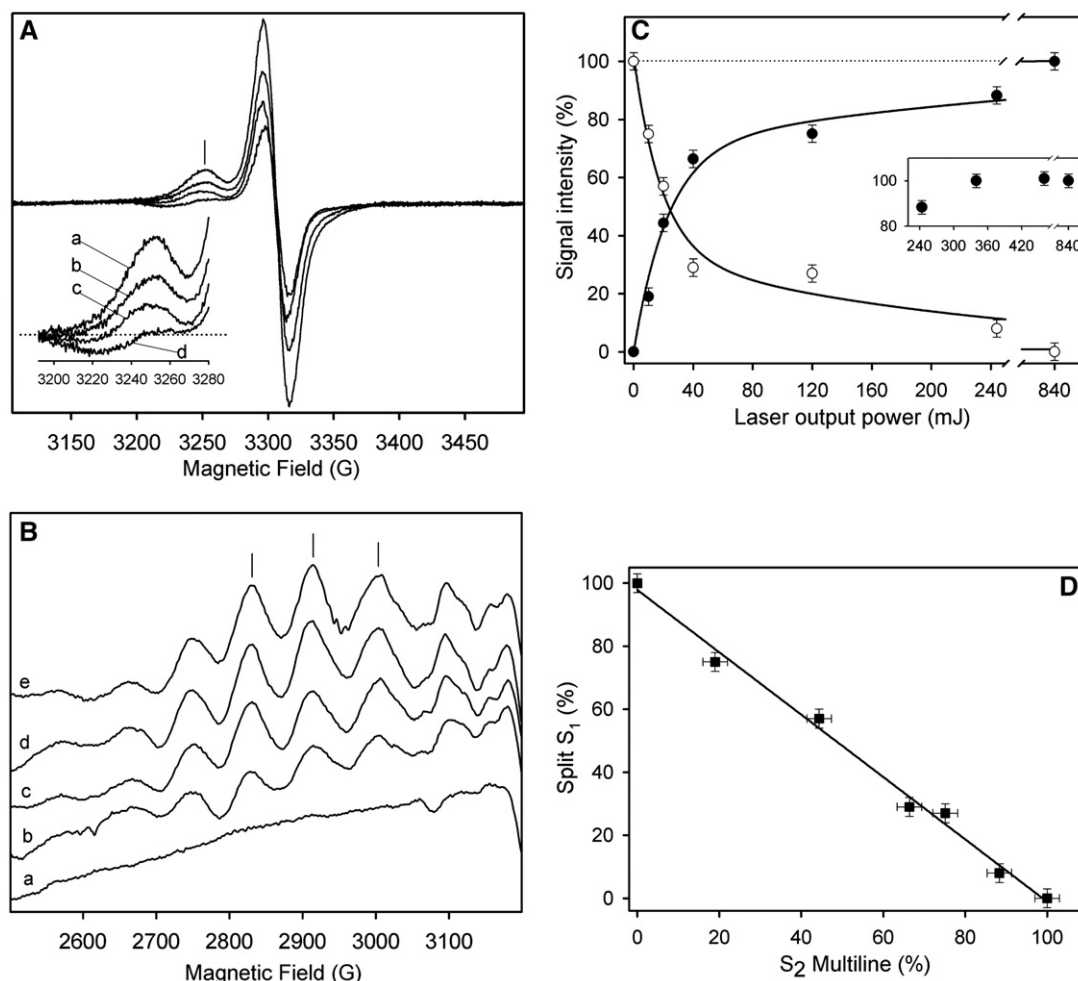 A
a
b
c
d
3200 3220 3240 3260 3280
3150 3200 3250 3300 3350 3400 3450
Magnetic Field (G)
B
e
d
c
b
a
2600 2700 2800 2900 3000 3100
Magnetic Field (G)
C
Signal intensity (%)
100
80
60
40
20
0
100
80
240 300 360 420 840
0 40 80 120 160 200 240 840
Laser output power (mJ)
D
Split S1 (%)
100
80
60
40
20
0
0 20 40 60 80 100
S2 Multiline (%)